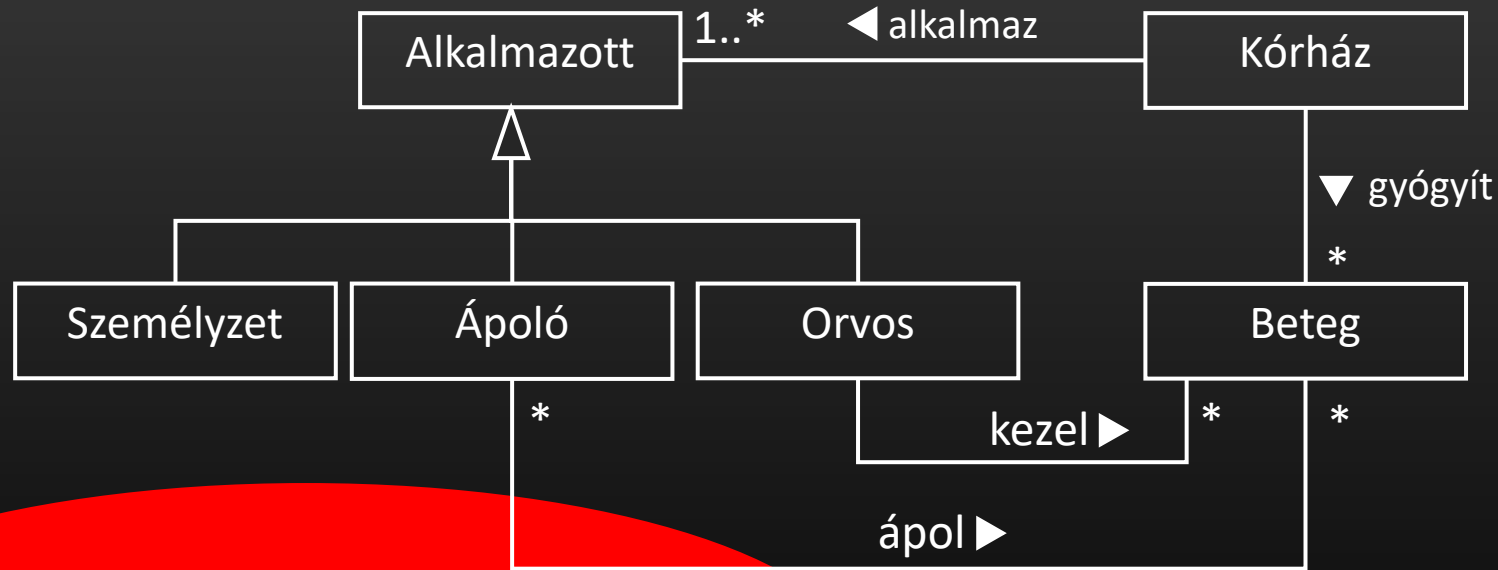 1..*
◀ alkalmaz
Alkalmazott
Kórház
▼ gyógyít
*
Személyzet
Ápoló
Orvos
Beteg
*
kezel ▶
*
*
ápol ▶